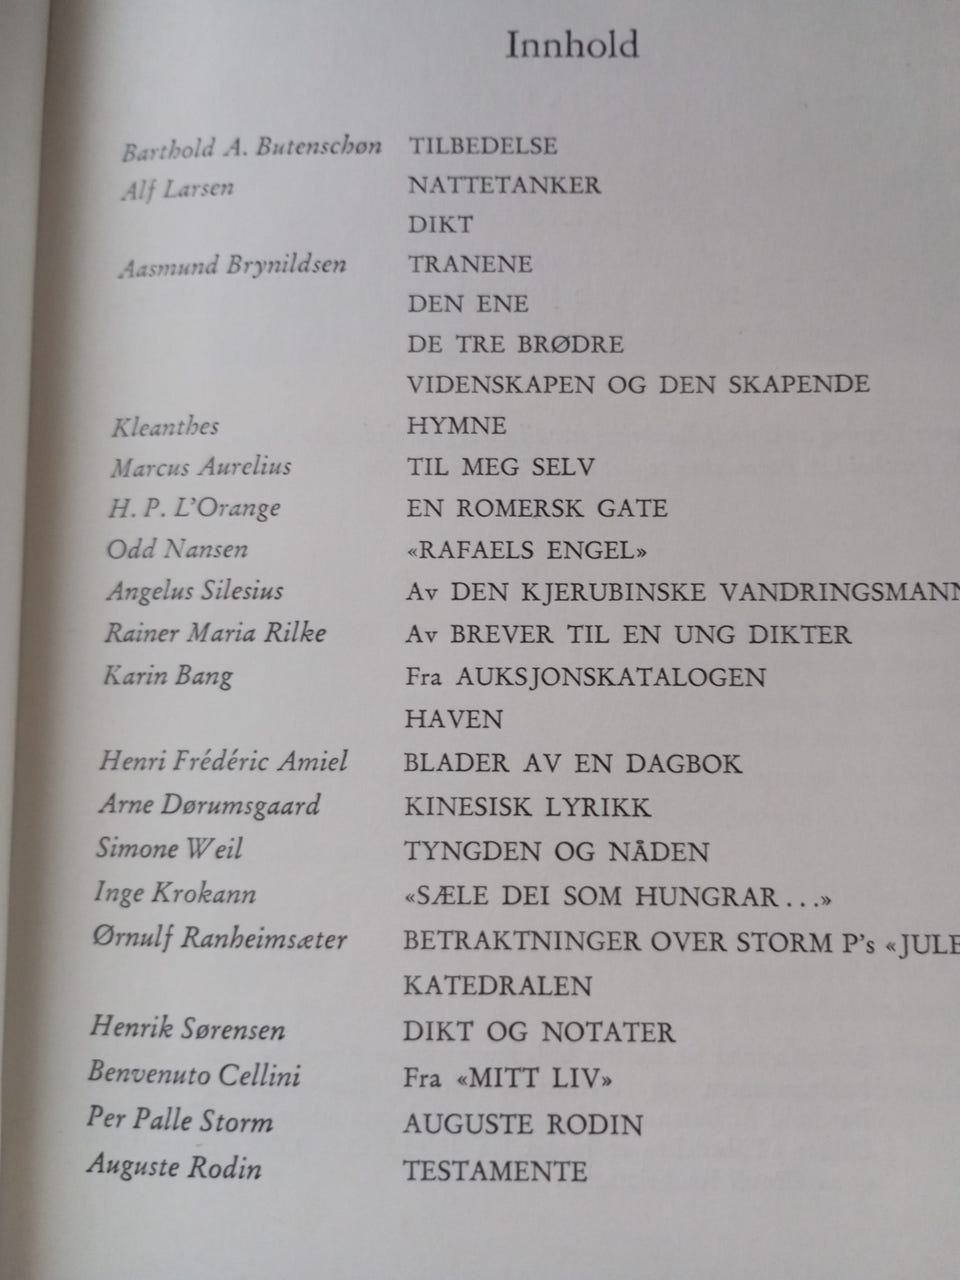 Innhold
Barthold A. Butenschøn TILBEDELSE
Alf Larsen NATTETANKER
DIKT
Aasmund Brynildsen TRANENE
DEN ENE
DE TRE BRØDRE
VIDENSKAPEN OG DEN SKAPENDE
Kleanthes HYMNE
Marcus Aurelius TIL MEG SELV
H. P. L'Orange EN ROMERSK GATE
Odd Nansen «RAFAELS ENGEL»
Angelus Silesius Av DEN KJERUBINSKE VANDRINGSMANN
Rainer Maria Rilke Av BREVER TIL EN UNG DIKTER
Karin Bang Fra AUKSJONSKATALOGEN
HAVEN
Henri Frédéric Amiel BLADER AV EN DAGBOK
Arne Dørumsgaard KINESISK LYRIKK
Simone Weil TYNGDEN OG NÅDEN
Inge Krokann «SÆLE DEI SOM HUNGRAR...»
Ørnulf Ranheimsæter BETRAKTNINGER OVER STORM P's «JULE
KATEDRALEN
Henrik Sørensen DIKT OG NOTATER
Benvenuto Cellini Fra «MITT LIV»
Per Palle Storm AUGUSTE RODIN
Auguste Rodin TESTAMENTE